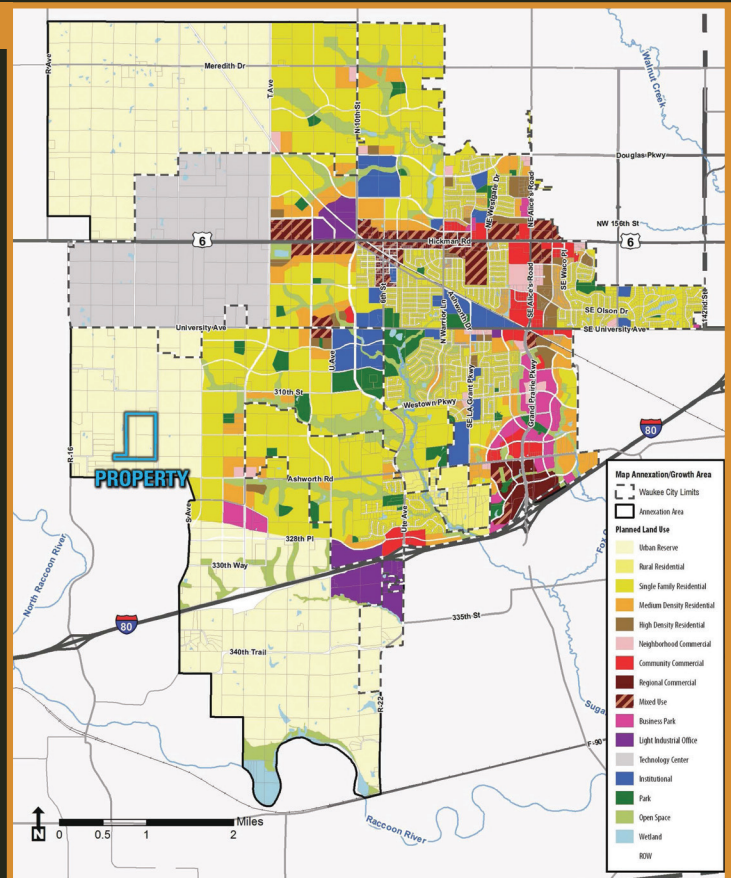 R Ave
Meredith Dr
T Ave
N 10th St
Walnut Creek
Douglas Pkwy
NE Westgate Dr
NE Alice's Road
NW 156th St
6
Hickman Rd
6
SE Waco Pl
6th St
N Warrior Ln
Ashworth Dr
SE Alice's Road
SE Olson Dr
University Ave
SE University Ave
142nd St
U Ave
310th St
Westown Pkwy
SE LA Grant Pkwy
Grand Prairie Pkwy
80
R-16
PROPERTY
Ashworth Rd
S Ave
Ute Ave
328th Pl
330th Way
North Raccoon River
80
335th St
340th Trail
R-22
F-90
Raccoon River
N
0 0.5 1 2 Miles
Map Annexation/Growth Area
Waukee City Limits
Annexation Area
Planned Land Use
Urban Reserve
Rural Residential
Single Family Residential
Medium Density Residential
High Density Residential
Neighborhood Commercial
Community Commercial
Regional Commercial
Mixed Use
Business Park
Light Industrial Office
Technology Center
Institutional
Park
Open Space
Wetland
ROW